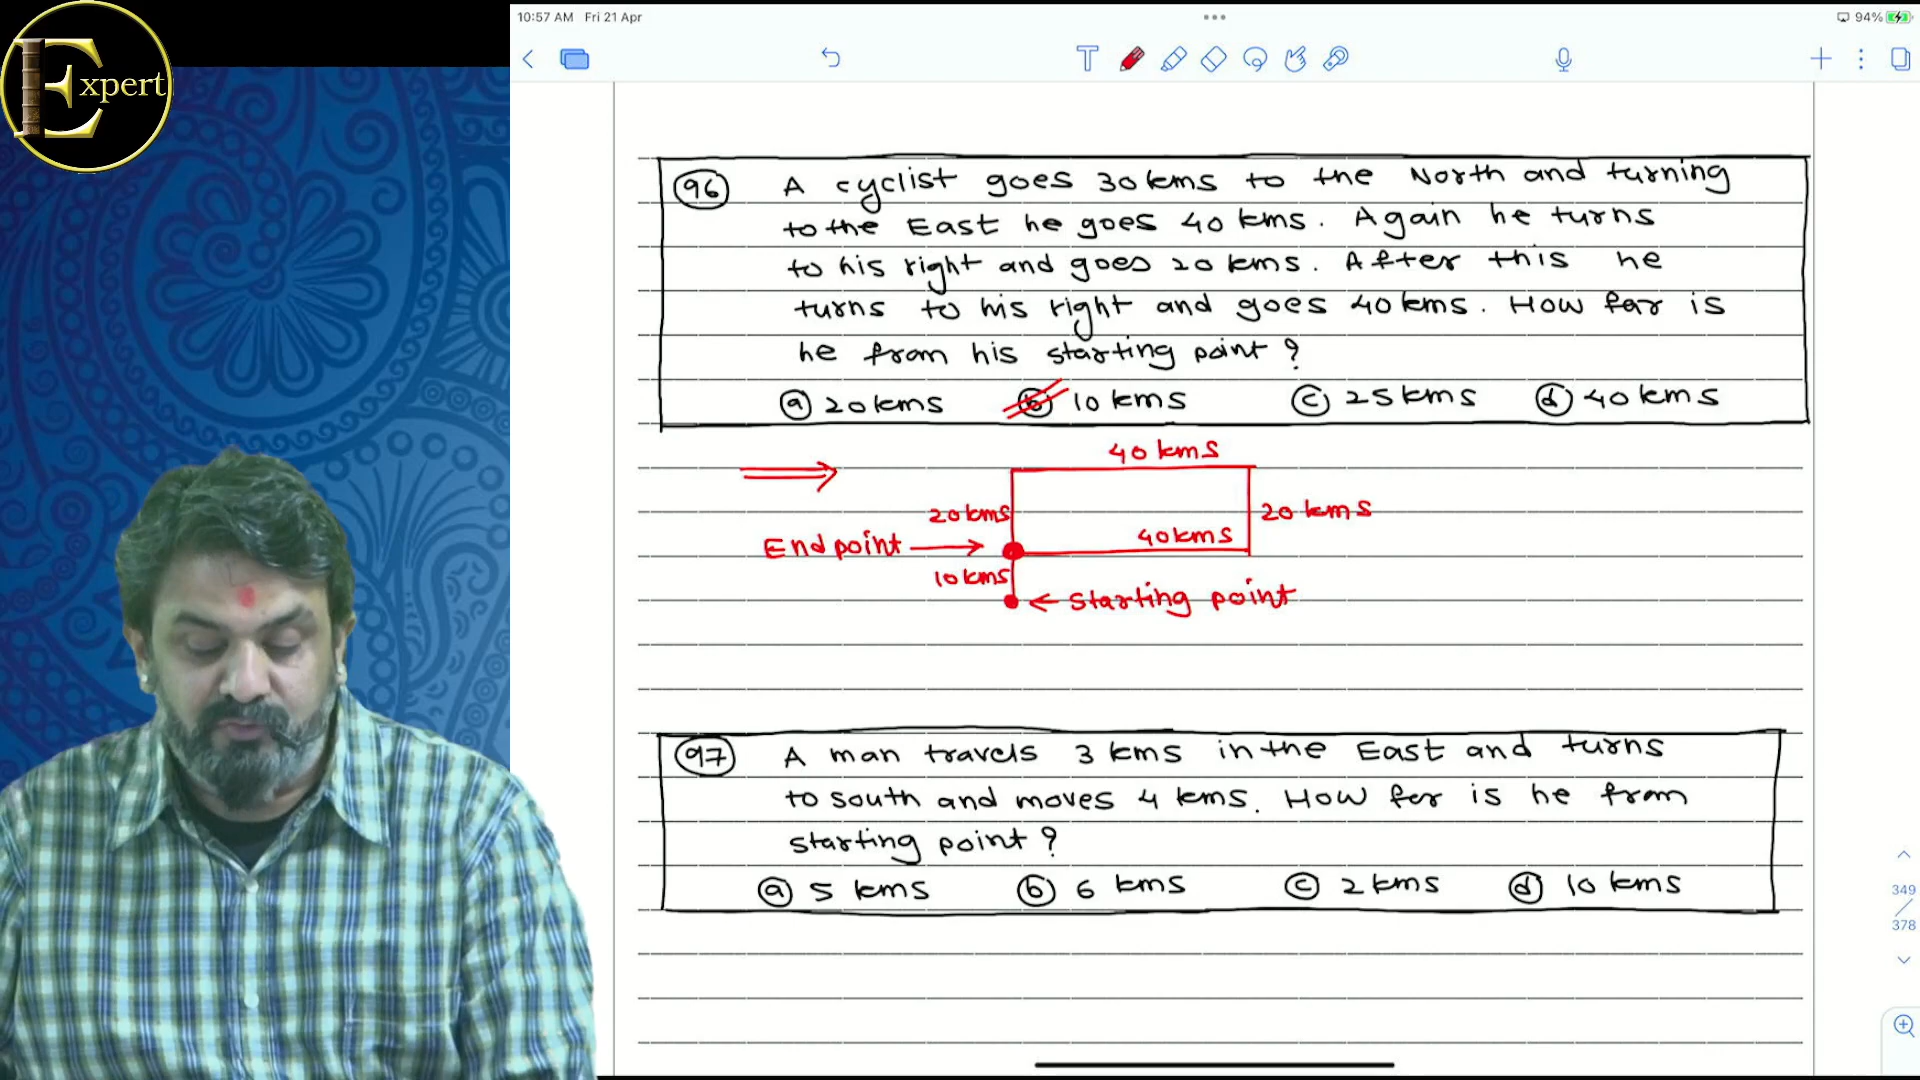 Expert
10:57 AM Fri 21 Apr
94%
96 A cyclist goes 30 kms to the North and turning
to the East he goes 40 kms. Again he turns
to his right and goes 20 kms. After this he
turns to his right and goes 40 kms. How far is
he from his starting point ?
a 20 kms b 10 kms c 25 kms d 40 kms
40 kms
20 kms 20 kms
End point 40 kms
10 kms
starting point
97 A man travels 3 kms in the East and turns
to south and moves 4 kms. How far is he from
starting point ?
a 5 kms b 6 kms c 2 kms d 10 kms
349
/
378